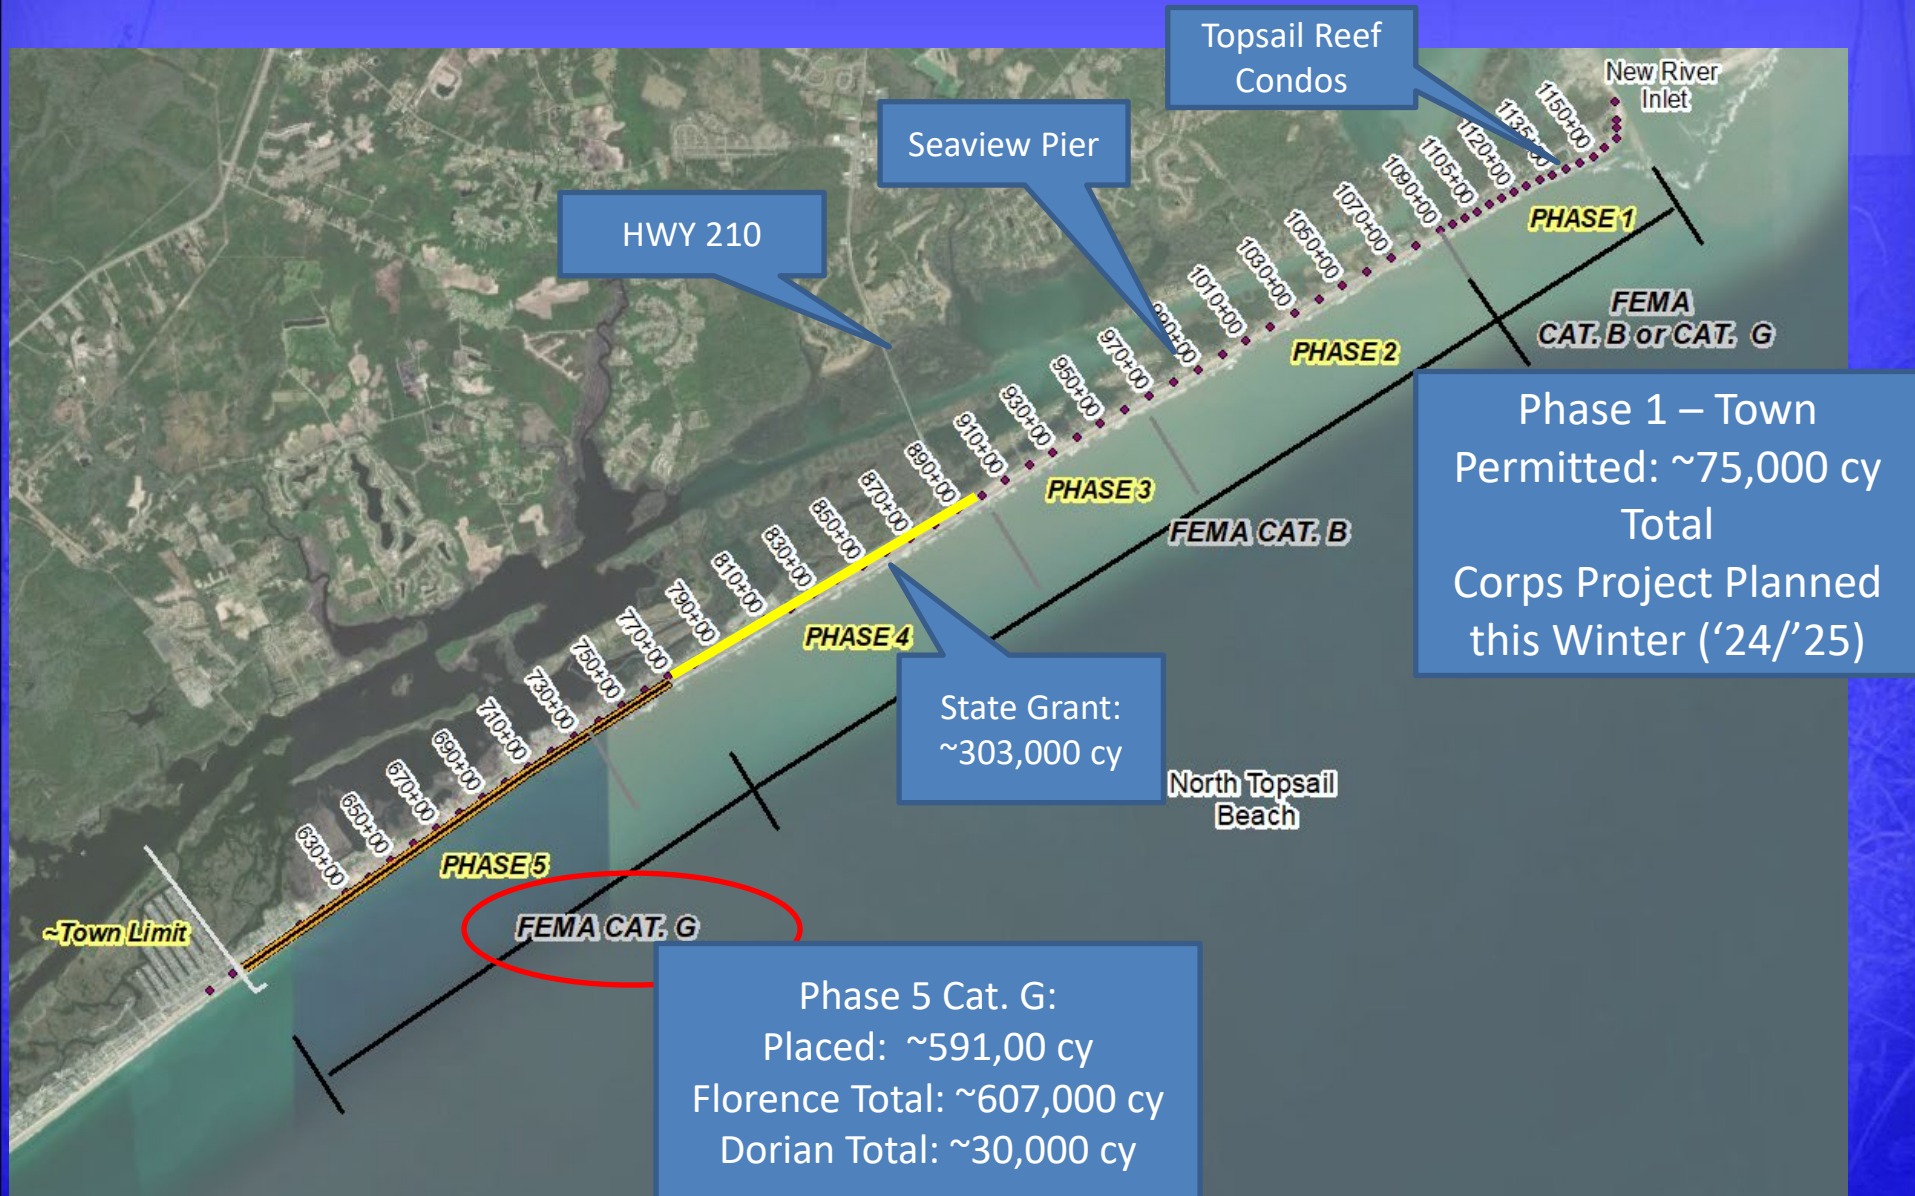 Topsail Reef
Condos
New River
Inlet
Seaview Pier
HWY 210
1150+00
1135+00
1120+00
1105+00
1090+00
1070+00
1050+00
1030+00
1010+00
990+00
970+00
950+00
930+00
910+00
890+00
870+00
850+00
830+00
810+00
790+00
770+00
750+00
730+00
710+00
690+00
670+00
650+00
630+00
PHASE 1
FEMA
CAT. B or CAT. G
PHASE 2
Phase 1 – Town
Permitted: ~75,000 cy
Total
Corps Project Planned
this Winter (‘24/’25)
PHASE 3
FEMA CAT. B
PHASE 4
State Grant:
~303,000 cy
North Topsail
Beach
PHASE 5
~Town Limit
FEMA CAT. G
Phase 5 Cat. G:
Placed: ~591,00 cy
Florence Total: ~607,000 cy
Dorian Total: ~30,000 cy